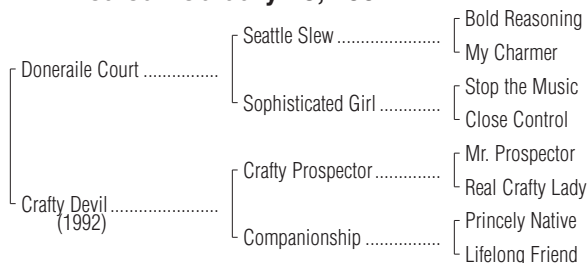 Bold Reasoning
Seattle Slew
My Charmer
Doneraile Court
Stop the Music
Sophisticated Girl
Close Control
Mr. Prospector
Crafty Prospector
Real Crafty Lady
Crafty Devil
(1992)
Princely Native
Companionship
Lifelong Friend